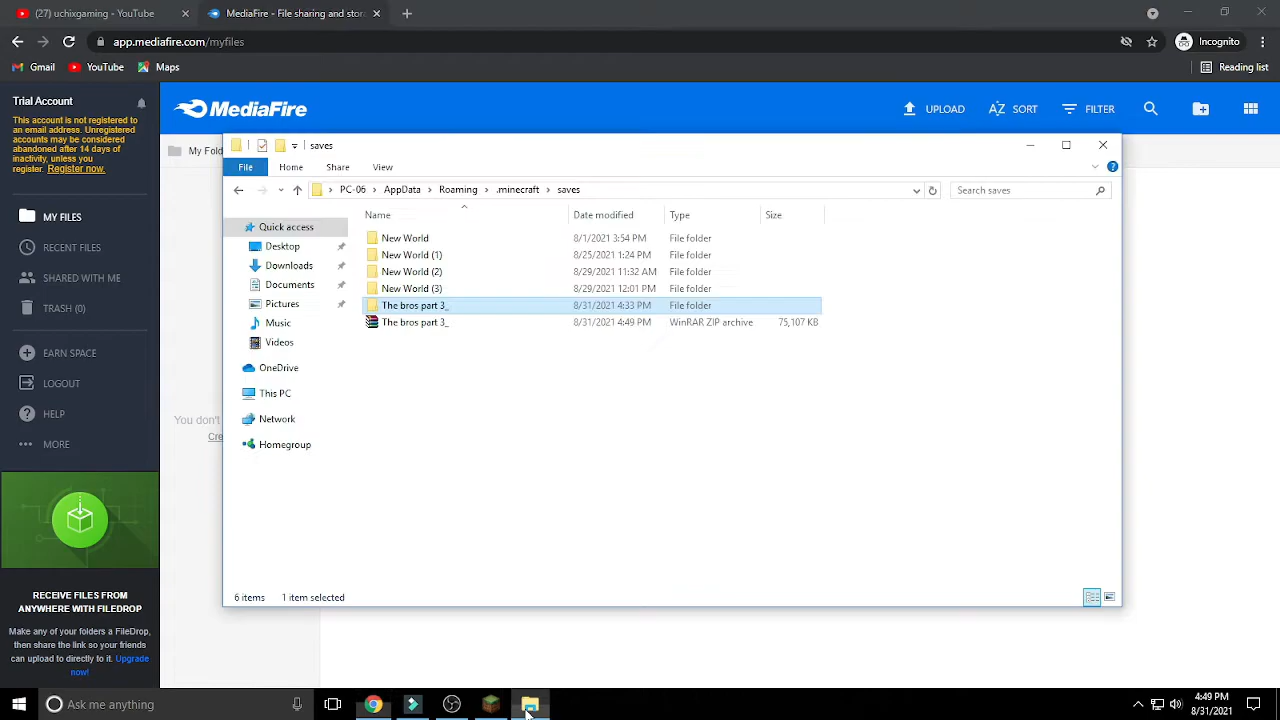 (27) uchixgaming - YouTube
MediaFire - File sharing and stor
app.mediafire.com/myfiles
Incognito
Gmail
YouTube
Maps
Reading list
Trial Account
This account is not registered to
an email address. Unregistered
accounts may be considered
abandoned after 14 days of
inactivity, unless you
register. Register now.
MY FILES
RECENT FILES
SHARED WITH ME
TRASH (0)
EARN SPACE
LOGOUT
HELP
MORE
RECEIVE FILES FROM
ANYWHERE WITH FILEDROP
Make any of your folders a FileDrop,
then share the link so your friends
can upload to directly to it. Upgrade
now!
MediaFire
UPLOAD
SORT
FILTER
My Fold
You don't
Cre
saves
File
Home
Share
View
PC-06
AppData
Roaming
.minecraft
saves
Search saves
Name
Date modified
Type
Size
Quick access
Desktop
Downloads
Documents
Pictures
Music
Videos
OneDrive
This PC
Network
Homegroup
New World 8/1/2021 3:54 PM File folder
New World (1) 8/25/2021 1:24 PM File folder
New World (2) 8/29/2021 11:32 AM File folder
New World (3) 8/29/2021 12:01 PM File folder
The bros part 3_ 8/31/2021 4:33 PM File folder
The bros part 3_ 8/31/2021 4:49 PM WinRAR ZIP archive 75,107 KB
6 items
1 item selected
Ask me anything
4:49 PM
8/31/2021